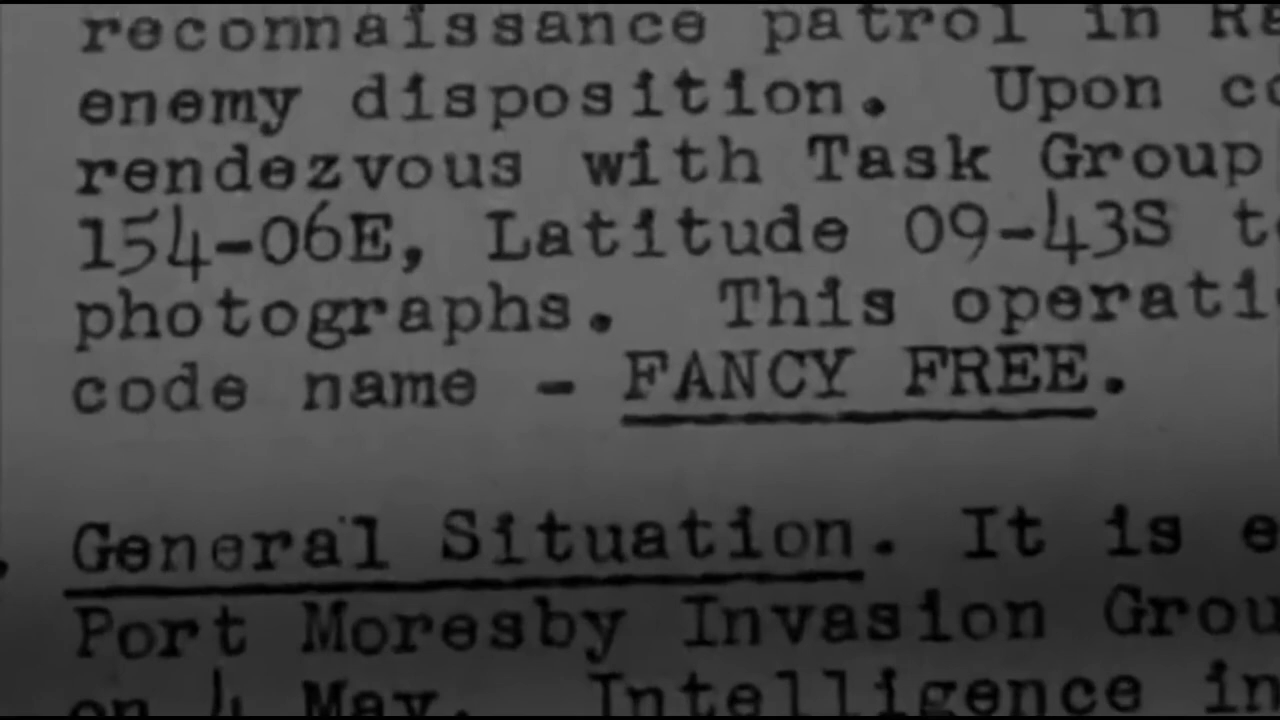 reconnaissance patrol in
enemy disposition. Upon
rendezvous with Task Group
154-06E, Latitude 09-43S
photographs. This
code name - FANCY FREE.
General Situation. It is
Port Moresby Invasion
on 4 May. Intelligence